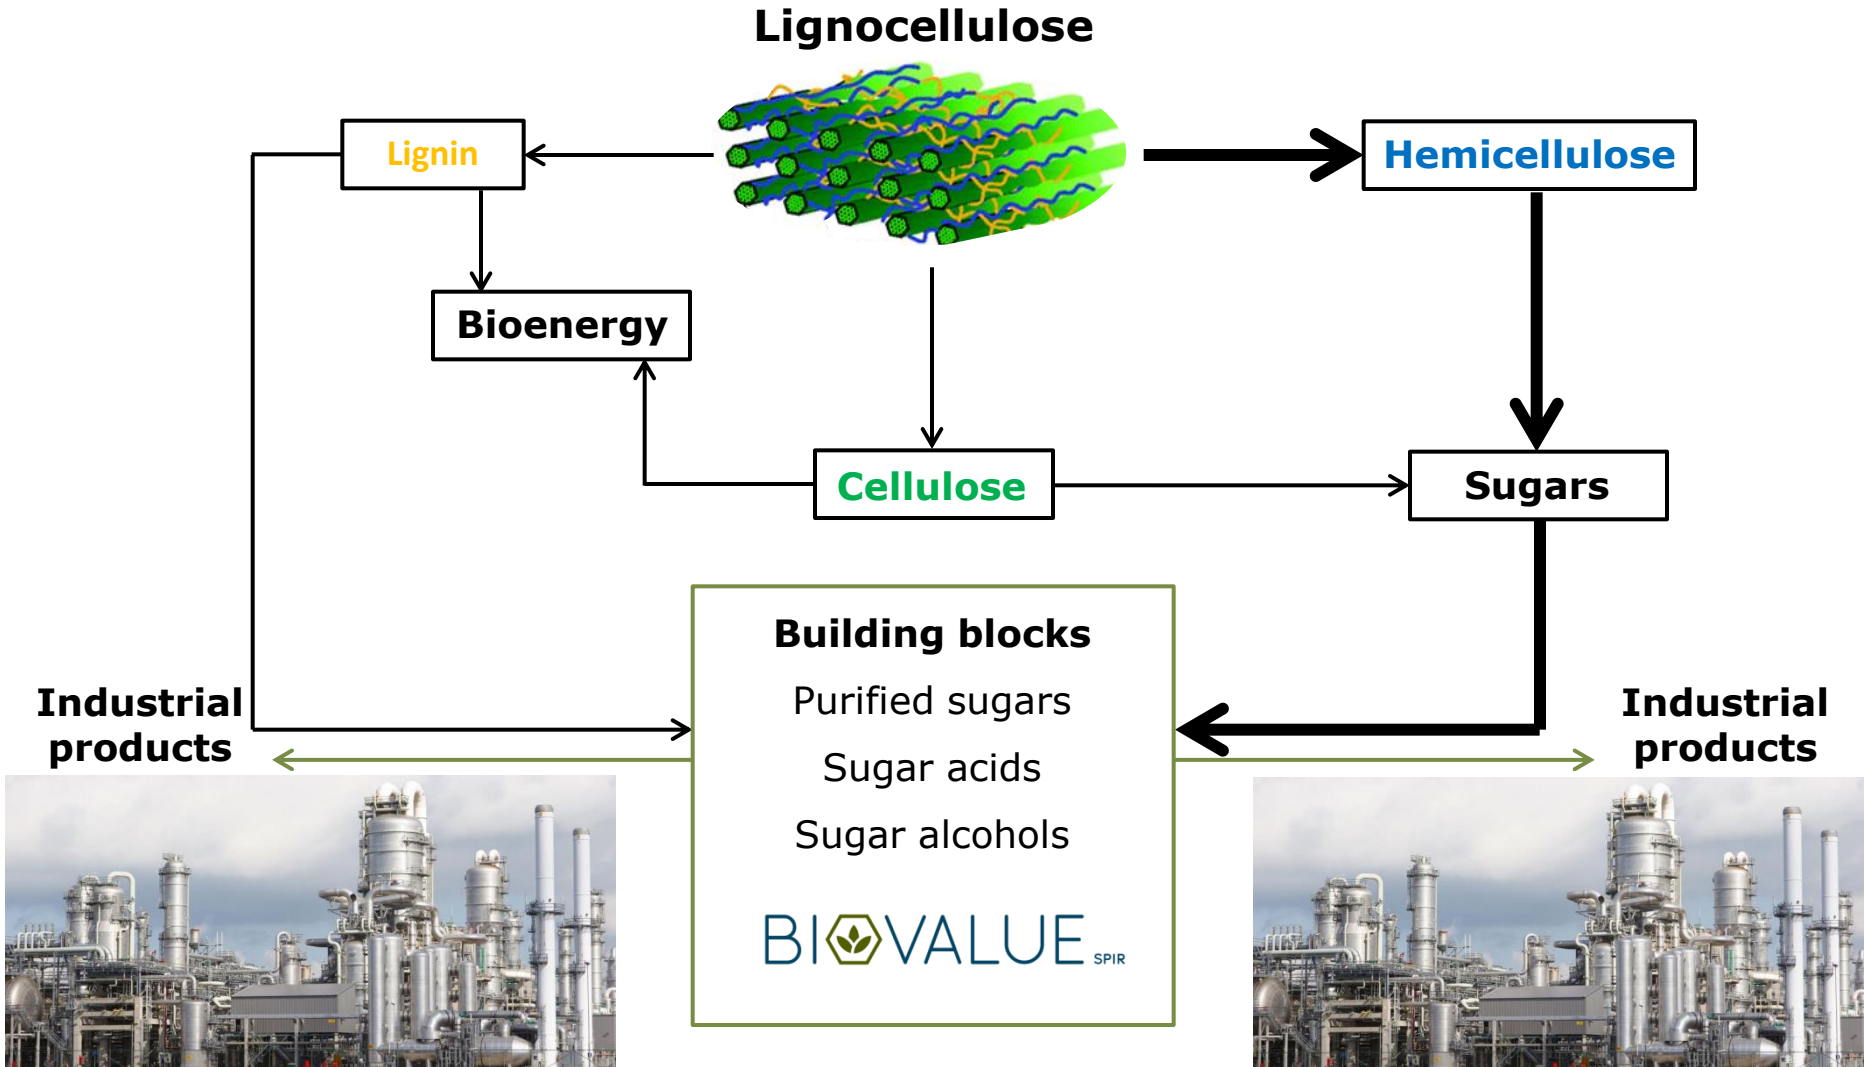 Lignocellulose
Lignin
Hemicellulose
Bioenergy
Cellulose
Sugars
Building blocks
Purified sugars
Sugar acids
Sugar alcohols
BIOVALUE SPIR
Industrial
products
Industrial
products